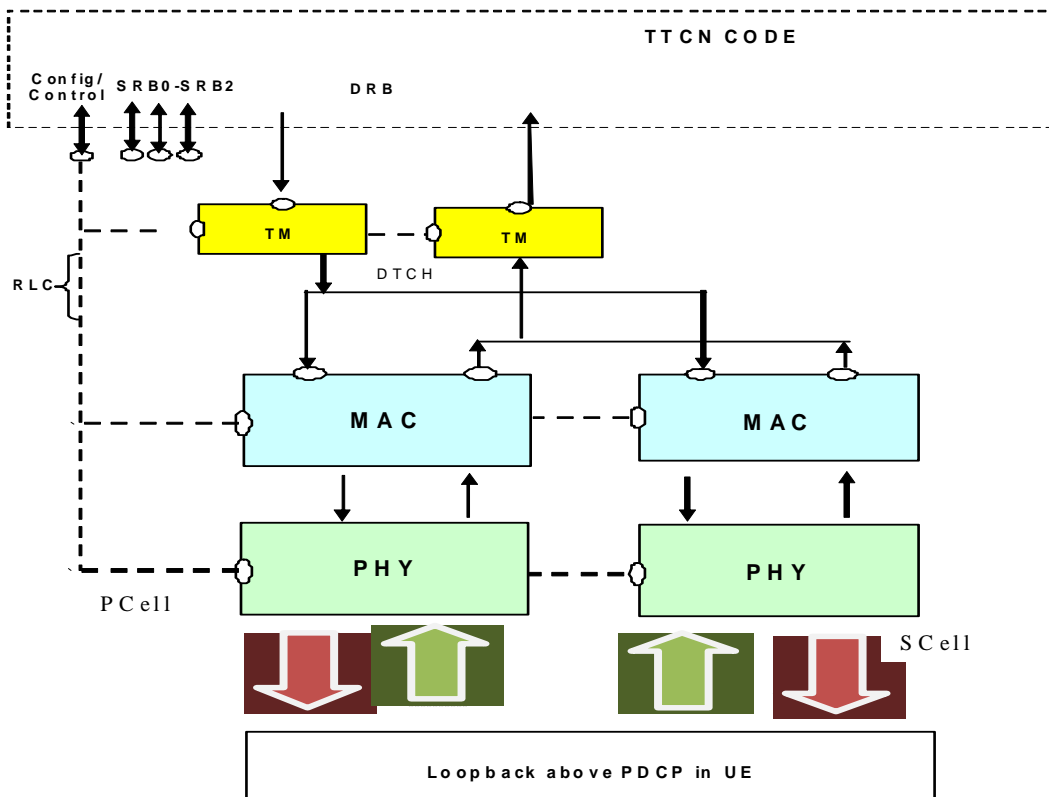 TTCN CODE
Config/
Control
SRB0-SRB2
DRB
TM
TM
DTCH
RLC
MAC
MAC
PHY
PHY
PCell
SCell
Loopback above PDCP in UE